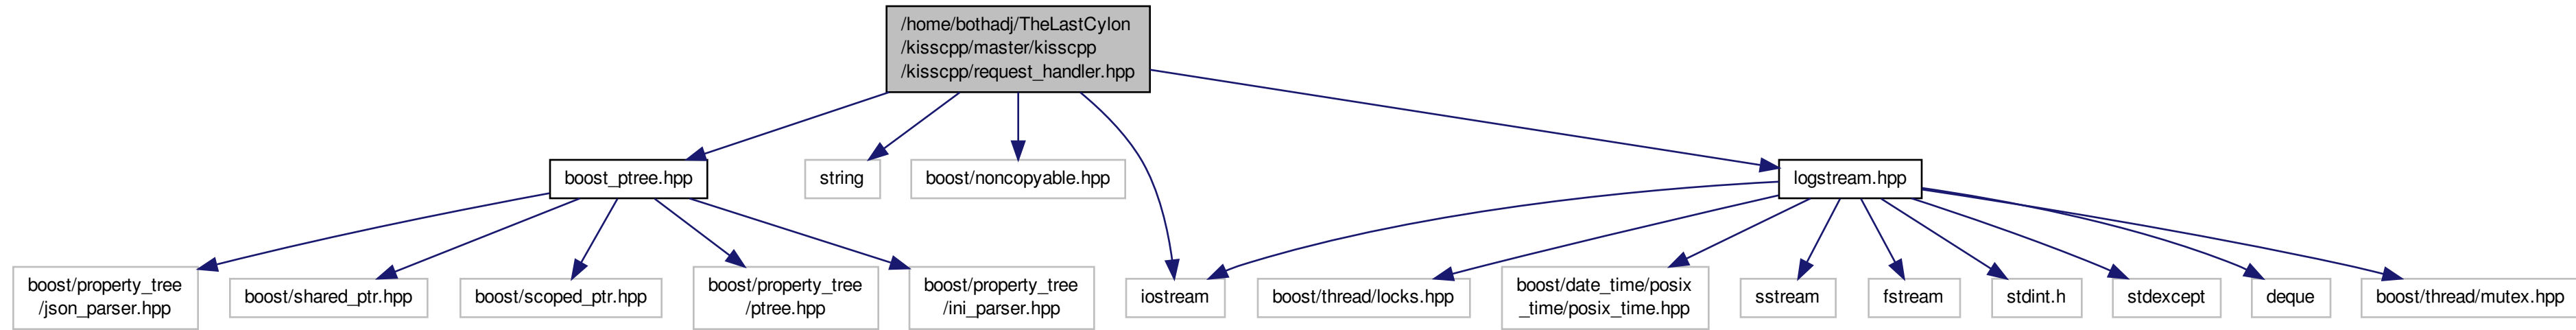 /home/bothadj/TheLastCylon
/kisscpp/master/kisscpp
/kisscpp/request_handler.hpp
boost_ptree.hpp
string
boost/noncopyable.hpp
logstream.hpp
boost/property_tree
/json_parser.hpp
boost/shared_ptr.hpp
boost/scoped_ptr.hpp
boost/property_tree
/ptree.hpp
boost/property_tree
/ini_parser.hpp
iostream
boost/thread/locks.hpp
boost/date_time/posix
_time/posix_time.hpp
sstream
fstream
stdint.h
stdexcept
deque
boost/thread/mutex.hpp